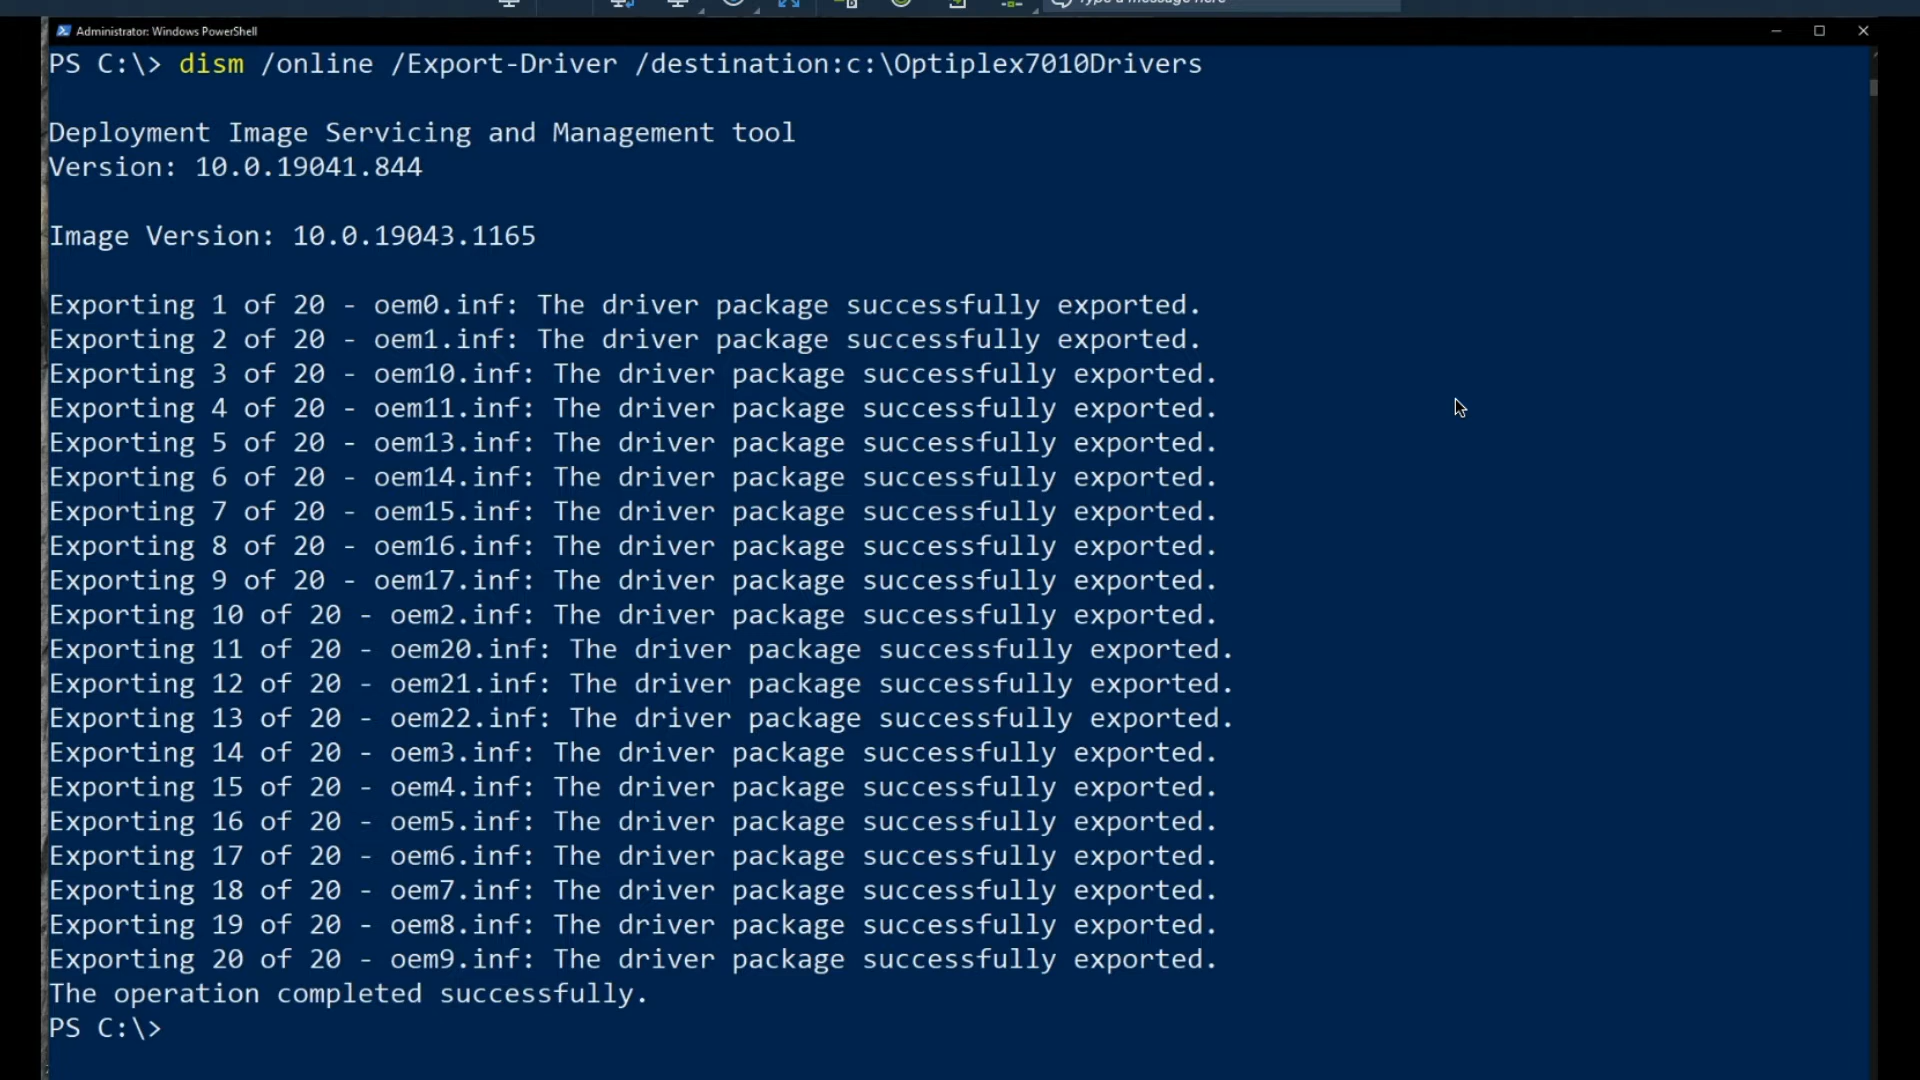 Type a message here
Administrator: Windows PowerShell
PS C:\> dism /online /Export-Driver /destination:c:\Optiplex7010Drivers
Deployment Image Servicing and Management tool
Version: 10.0.19041.844
Image Version: 10.0.19043.1165
Exporting 1 of 20 - oem0.inf: The driver package successfully exported.
Exporting 2 of 20 - oem1.inf: The driver package successfully exported.
Exporting 3 of 20 - oem10.inf: The driver package successfully exported.
Exporting 4 of 20 - oem11.inf: The driver package successfully exported.
Exporting 5 of 20 - oem13.inf: The driver package successfully exported.
Exporting 6 of 20 - oem14.inf: The driver package successfully exported.
Exporting 7 of 20 - oem15.inf: The driver package successfully exported.
Exporting 8 of 20 - oem16.inf: The driver package successfully exported.
Exporting 9 of 20 - oem17.inf: The driver package successfully exported.
Exporting 10 of 20 - oem2.inf: The driver package successfully exported.
Exporting 11 of 20 - oem20.inf: The driver package successfully exported.
Exporting 12 of 20 - oem21.inf: The driver package successfully exported.
Exporting 13 of 20 - oem22.inf: The driver package successfully exported.
Exporting 14 of 20 - oem3.inf: The driver package successfully exported.
Exporting 15 of 20 - oem4.inf: The driver package successfully exported.
Exporting 16 of 20 - oem5.inf: The driver package successfully exported.
Exporting 17 of 20 - oem6.inf: The driver package successfully exported.
Exporting 18 of 20 - oem7.inf: The driver package successfully exported.
Exporting 19 of 20 - oem8.inf: The driver package successfully exported.
Exporting 20 of 20 - oem9.inf: The driver package successfully exported.
The operation completed successfully.
PS C:\>